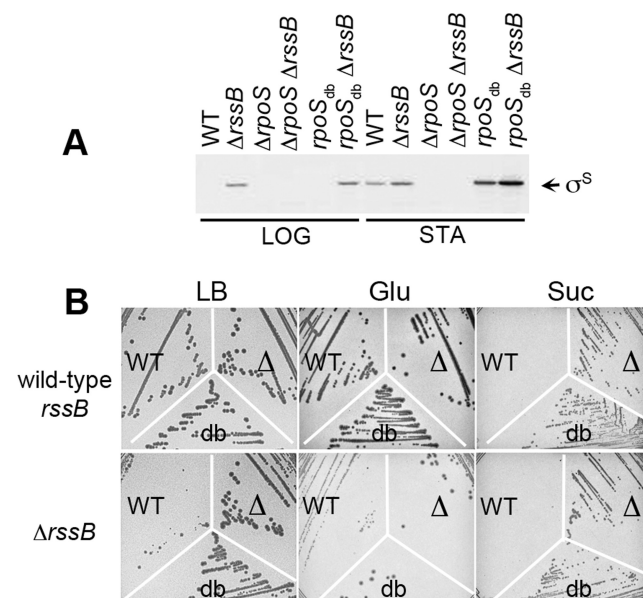 A
WT
ΔrssB
ΔrpoS
ΔrpoS ΔrssB
rpoSdb
rpoSdb ΔrssB
WT
ΔrssB
ΔrpoS
ΔrpoS ΔrssB
rpoSdb
rpoSdb ΔrssB
σS
LOG STA
B
LB Glu Suc
wild-type
rssB
WT Δ WT Δ WT Δ
db db db
ΔrssB
WT Δ WT Δ WT Δ
db db db